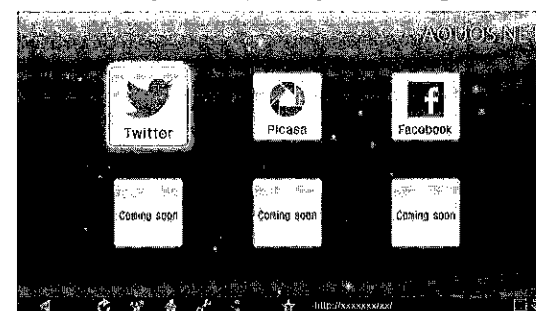 AQUOS NE
Twitter
Picasa
Facebook
Coming soon
Coming soon
Coming soon
http://xxxxxxx/xx/